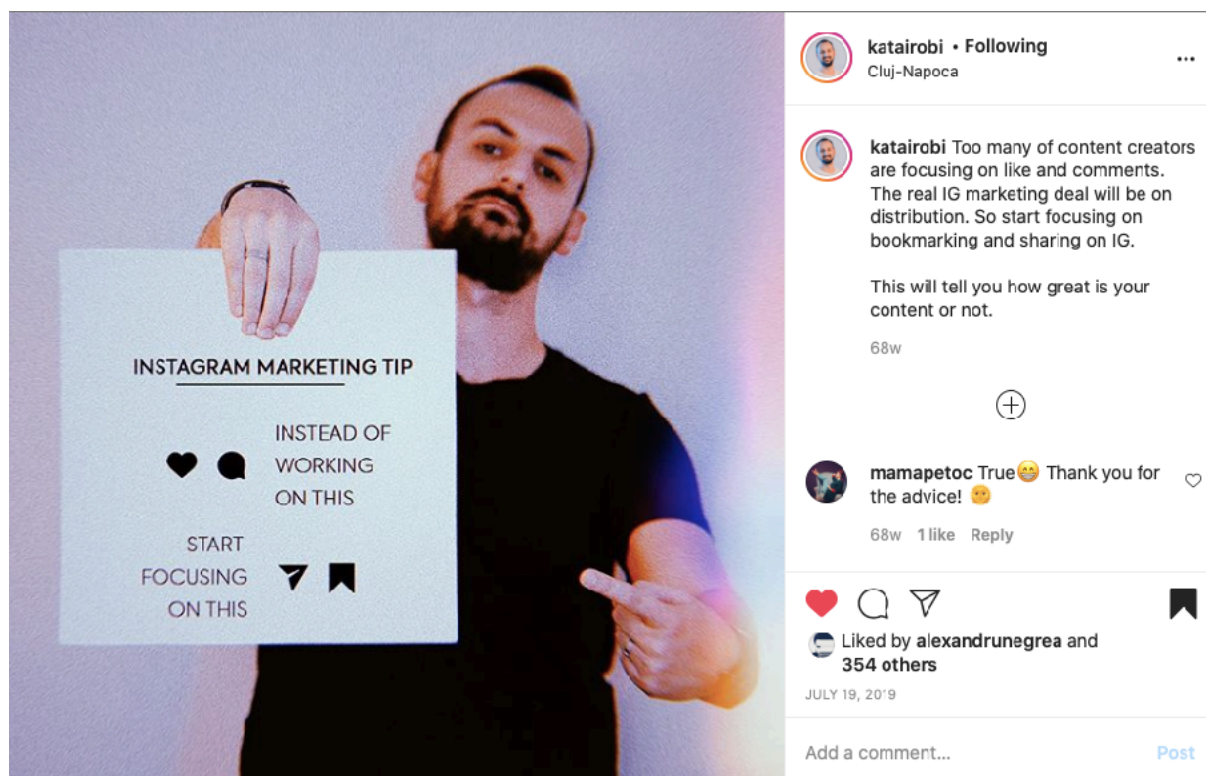 INSTAGRAM MARKETING TIP
INSTEAD OF
WORKING
ON THIS
START
FOCUSING
ON THIS
katairobi • Following
Cluj-Napoca
katairobi Too many of content creators
are focusing on like and comments.
The real IG marketing deal will be on
distribution. So start focusing on
bookmarking and sharing on IG.
This will tell you how great is your
content or not.
68w
mamapetoc True😁 Thank you for
the advice! 🤗
68w 1 like Reply
Liked by alexandrunegrea and
354 others
JULY 19, 2019
Add a comment... Post